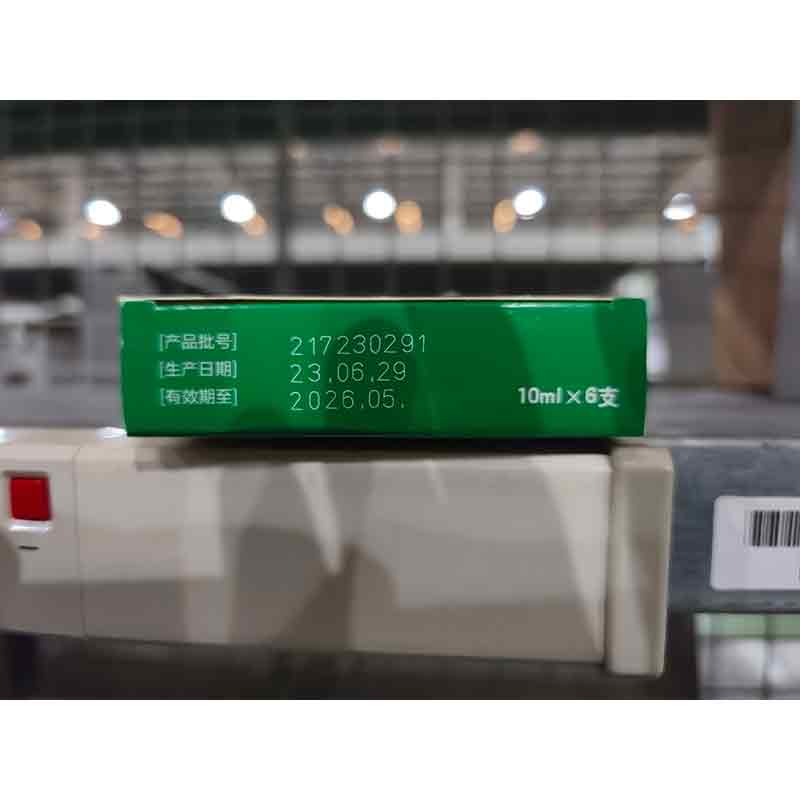 [产品批号] 217230291
[生产日期] 23.06.29
[有效期至] 2026.05.
10ml×6支